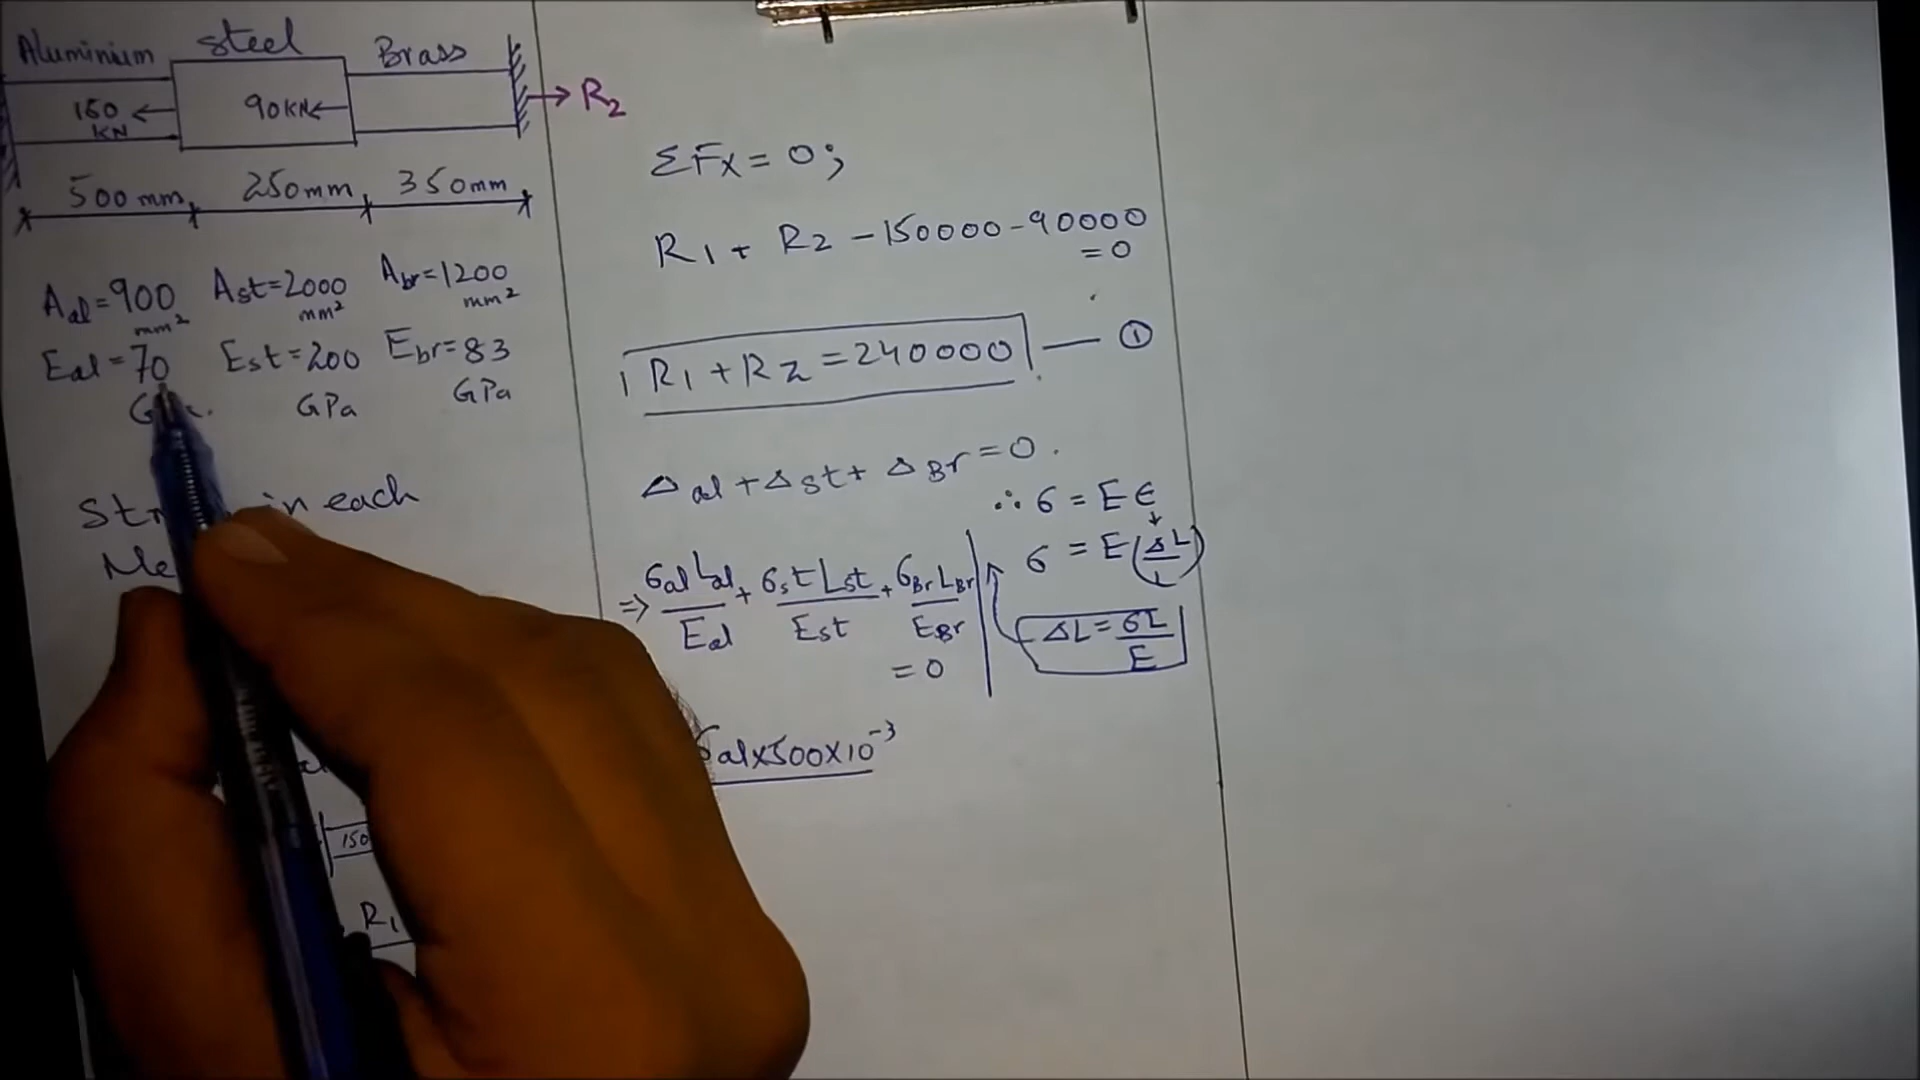 Aluminium steel Brass
150 KN ← 90KN← → R2
500mm 250mm 350mm
Aal=900 mm² Ast=2000 mm² Abr=1200 mm²
Eal=70 Est=200 GPa Ebr=83 GPa
in each
150
R1
ΣFx=0;
R1+ R2 -150000-90000
=0
R1+R2=240000 — ①
Δal+Δst+ΔBr=0.
∴ σ = Eϵ
σ = E(ΔL/L)
=> σal Lal/Eal + σst Lst/Est + σBr LBr/EBr
= 0
ΔL=σL/E
σal×500×10⁻³